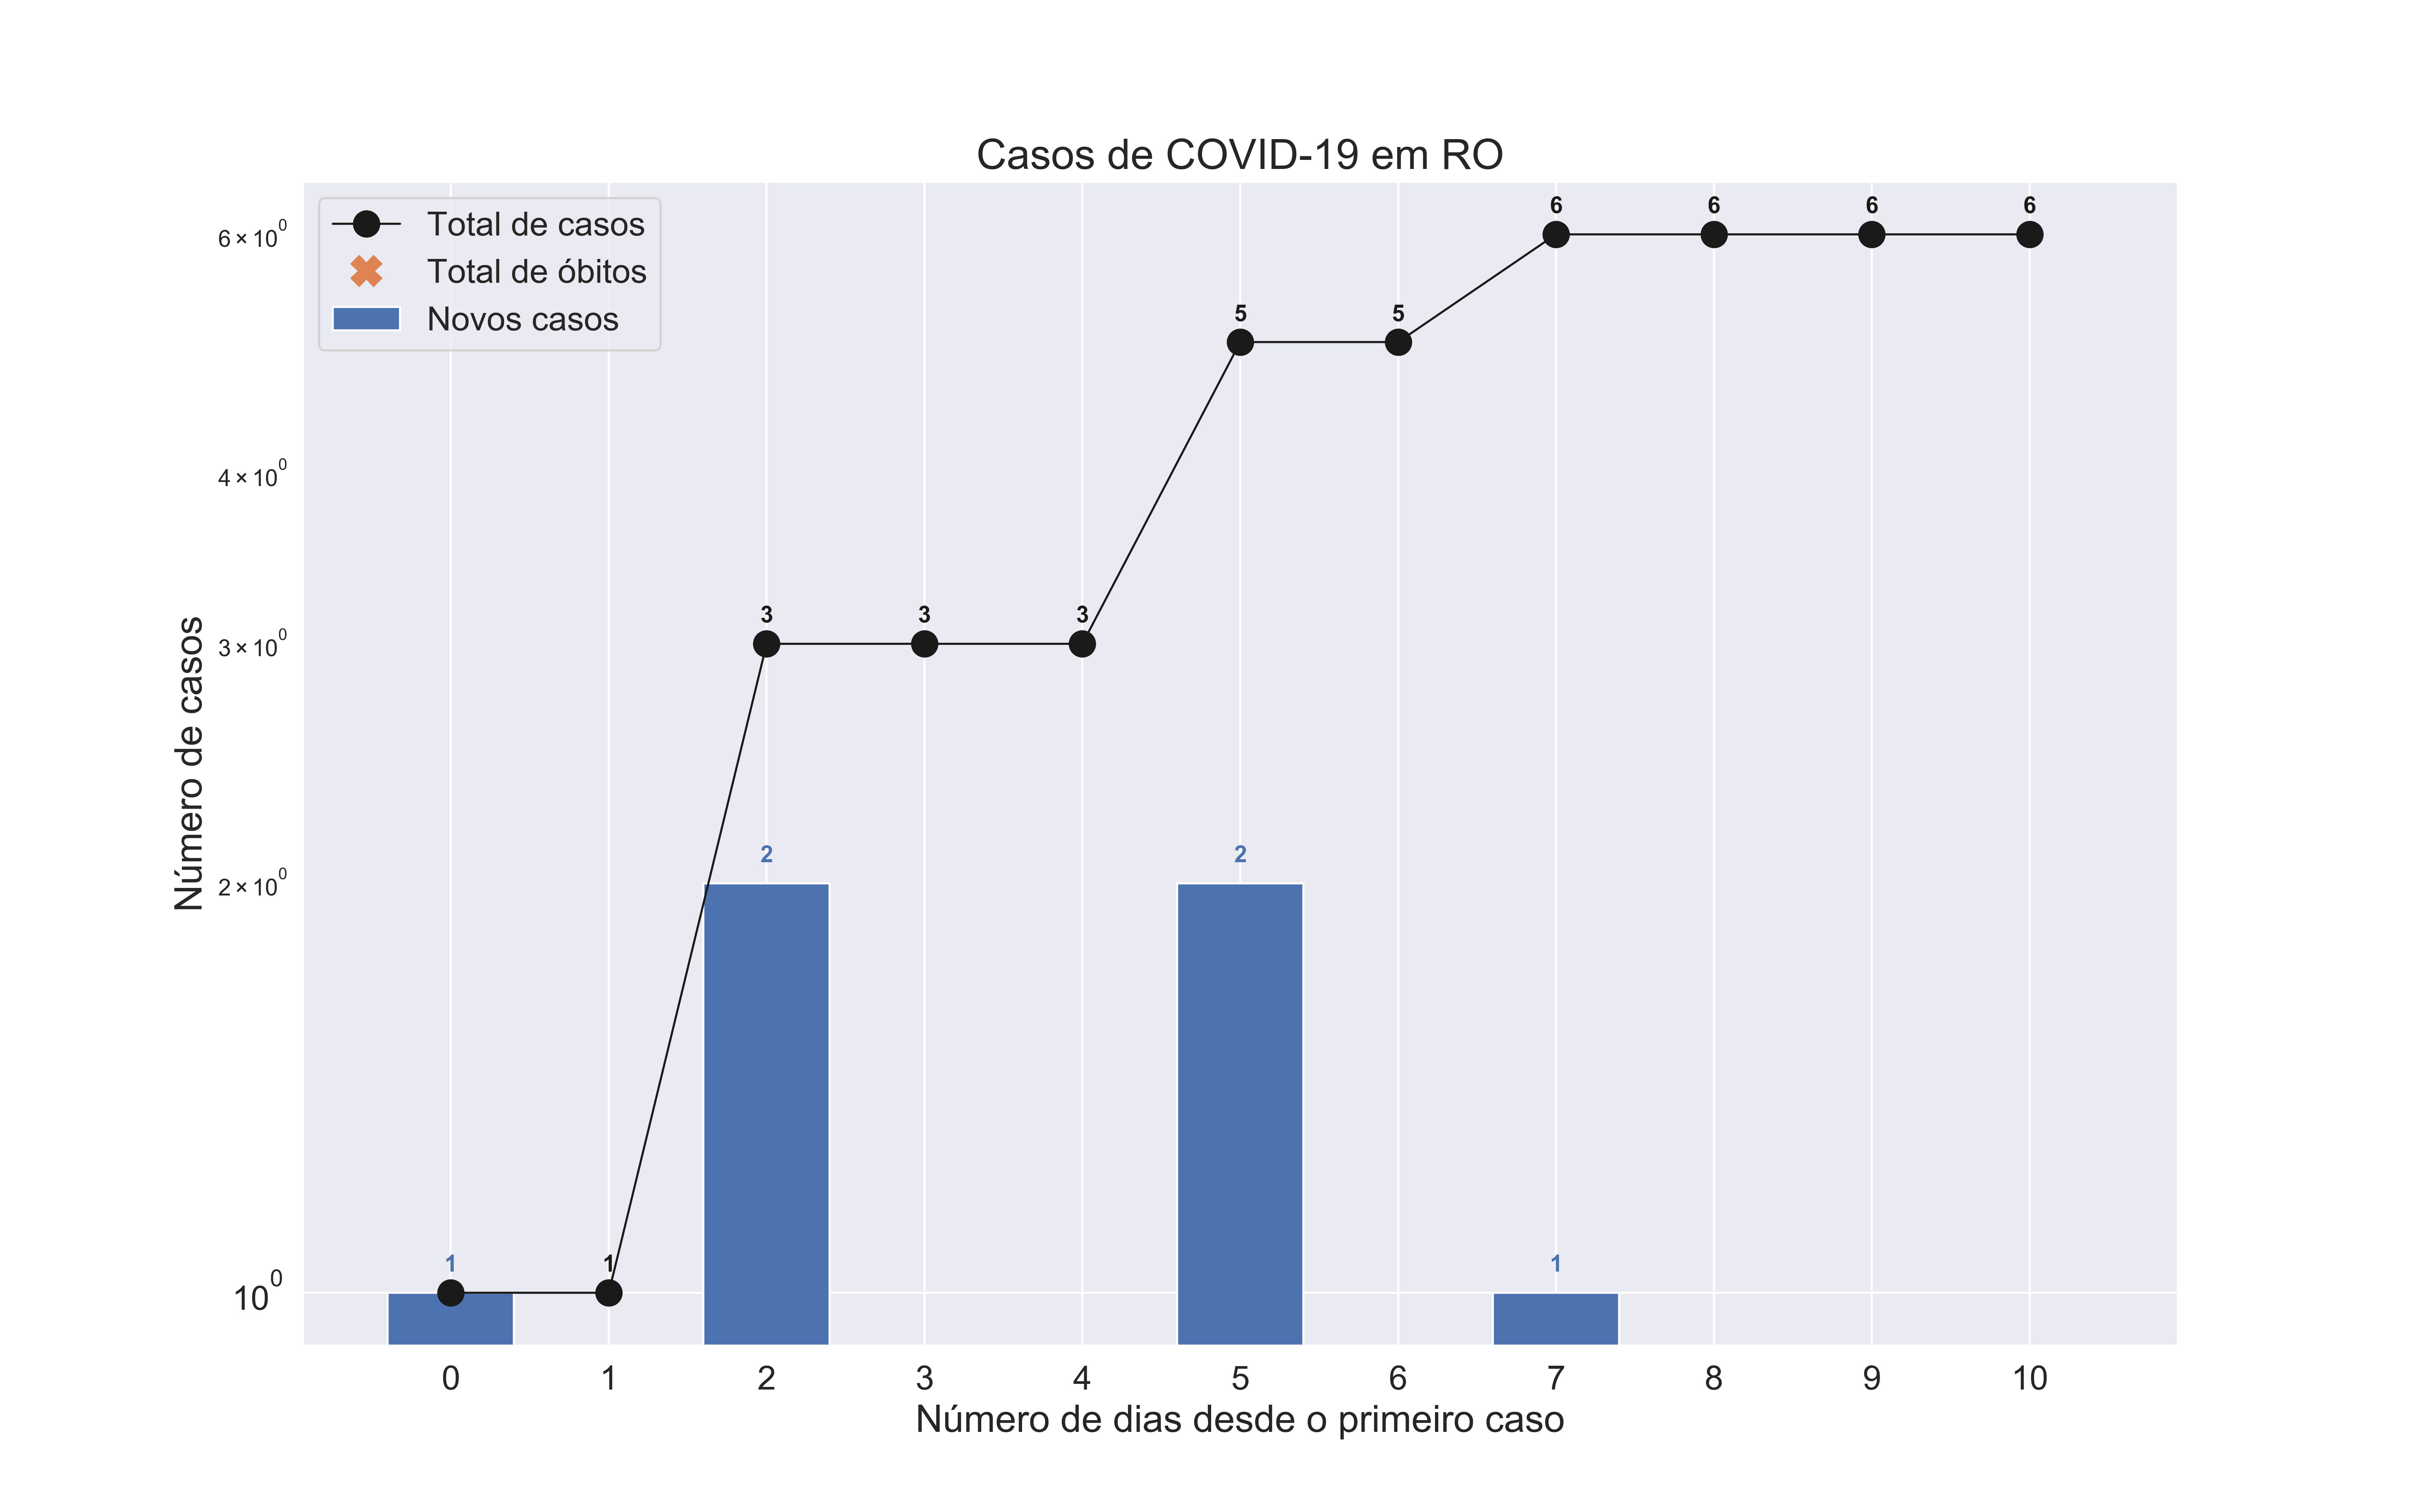 Casos de COVID-19 em RO
Total de casos
Total de óbitos
Novos casos
6 × 10⁰
4 × 10⁰
3 × 10⁰
2 × 10⁰
10⁰
Número de casos
6 6 6 6
5 5
3 3 3
2 2
1 1 1
0 1 2 3 4 5 6 7 8 9 10
Número de dias desde o primeiro caso